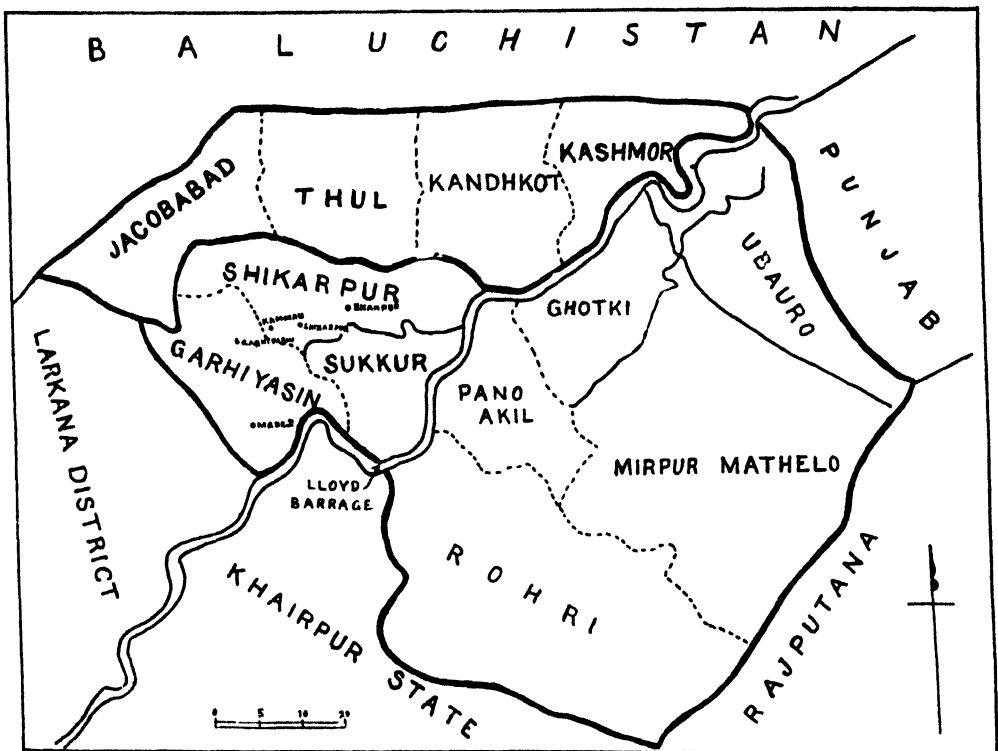 BALUCHISTAN
KASHMOR
JACOBABAD
THUL
KANDHKOT
PUNJAB
SHIKARPUR
UBAURO
GHOTKI
LARKANA DISTRICT
GARHIYASIN
SUKKUR
PANO
AKIL
MIRPUR MATHELO
LLOYD
BARRAGE
ROHRI
KHAIRPUR STATE
RAJPUTANA
0 5 10 20